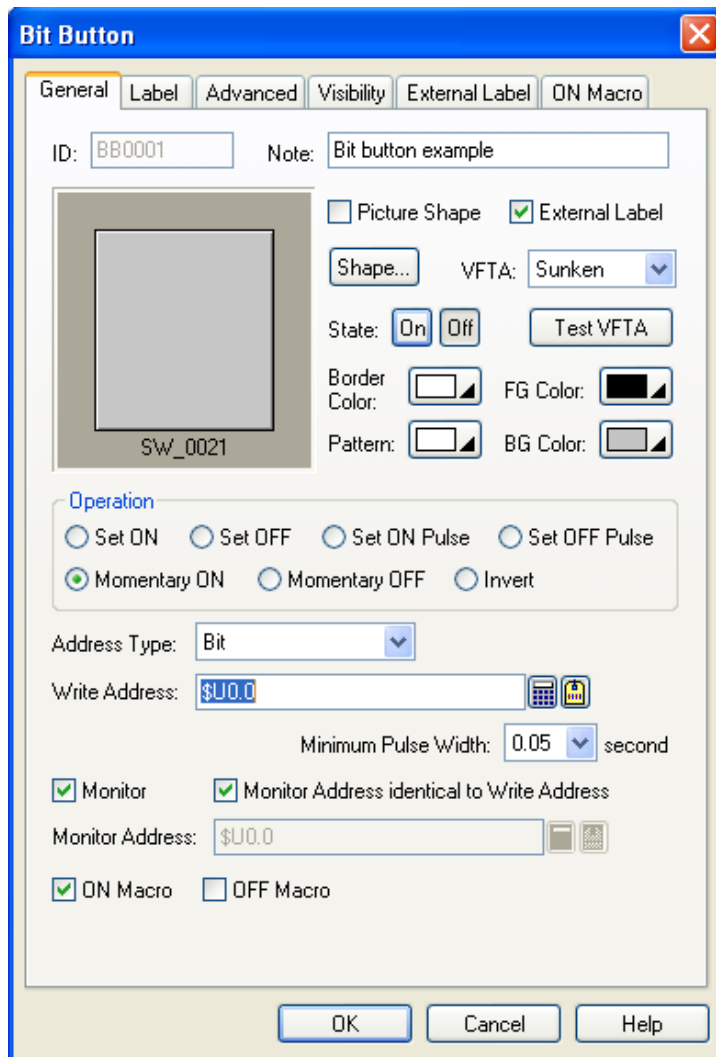 Bit Button
General Label Advanced Visibility External Label ON Macro
ID: BB0001 Note: Bit button example
Picture Shape External Label
Shape... VFTA: Sunken
State: On Off Test VFTA
Border Color: FG Color:
Pattern: BG Color:
SW_0021
Operation
Set ON Set OFF Set ON Pulse Set OFF Pulse
Momentary ON Momentary OFF Invert
Address Type: Bit
Write Address: $U0.0
Minimum Pulse Width: 0.05 second
Monitor Monitor Address identical to Write Address
Monitor Address: $U0.0
ON Macro OFF Macro
OK Cancel Help